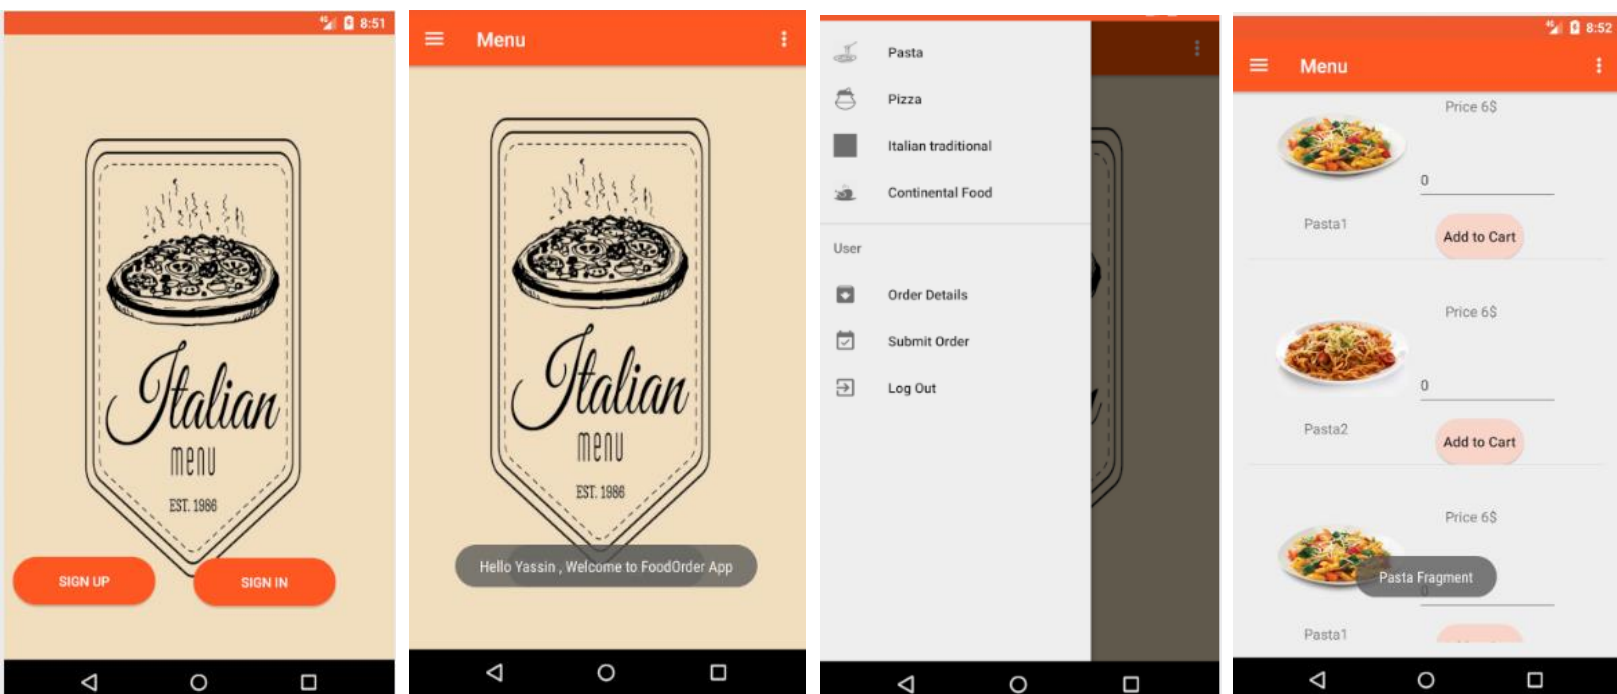 8:51
Italian
menu
EST. 1986
SIGN UP
SIGN IN
Menu
Italian
menu
EST. 1986
Hello Yassin , Welcome to FoodOrder App
Pasta
Pizza
Italian traditional
Continental Food
User
Order Details
Submit Order
Log Out
8:52
Menu
Price 6$
0
Pasta1
Add to Cart
Price 6$
0
Pasta2
Add to Cart
Price 6$
Pasta Fragment
0
Pasta1